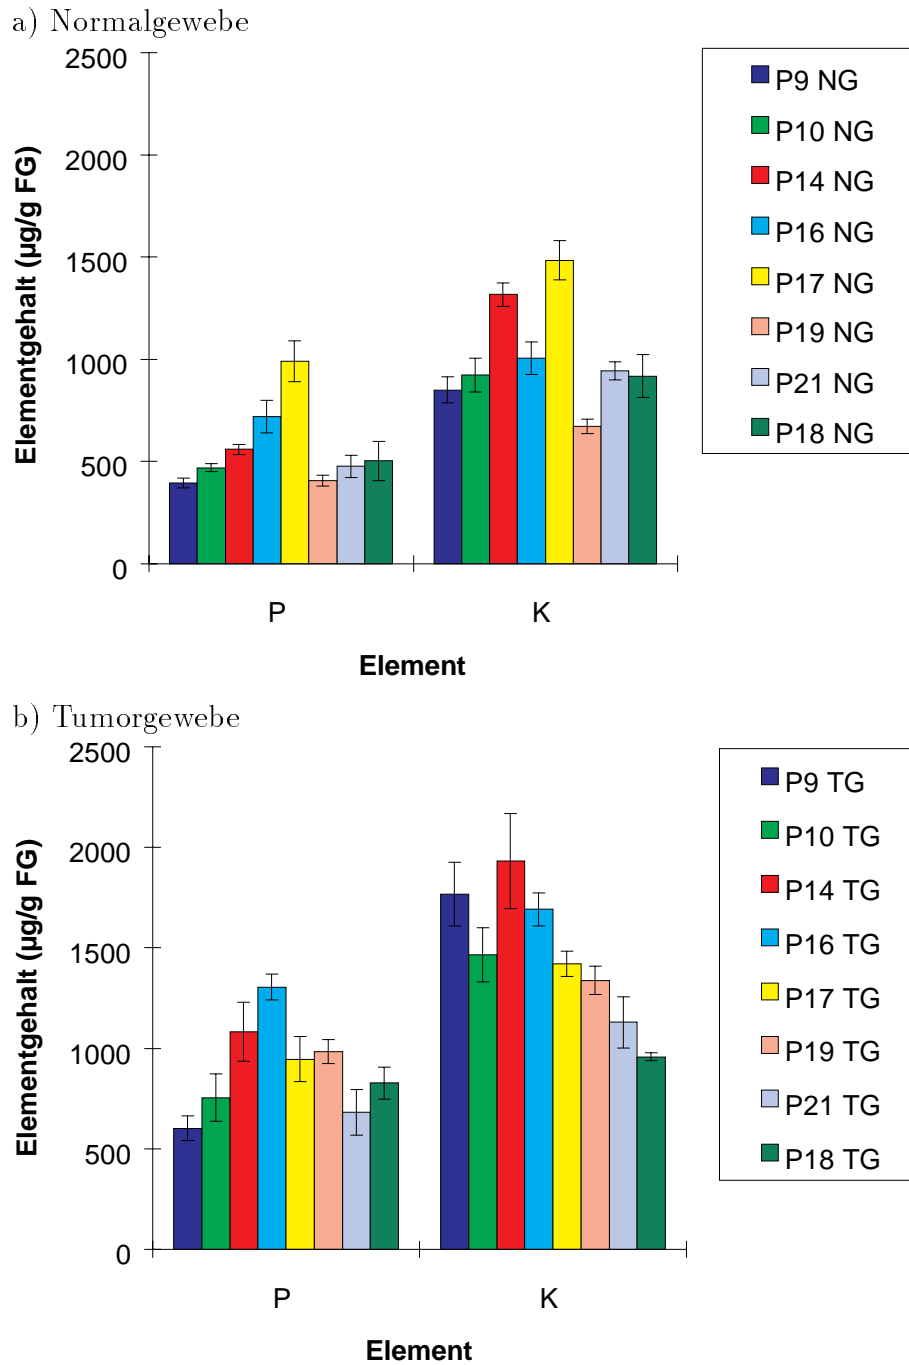 a) Normalgewebe
2500
2000
1500
1000
500
0
Elementgehalt (µg/g FG)
P
K
Element
P9 NG
P10 NG
P14 NG
P16 NG
P17 NG
P19 NG
P21 NG
P18 NG
b) Tumorgewebe
2500
2000
1500
1000
500
0
Elementgehalt (µg/g FG)
P
K
Element
P9 TG
P10 TG
P14 TG
P16 TG
P17 TG
P19 TG
P21 TG
P18 TG